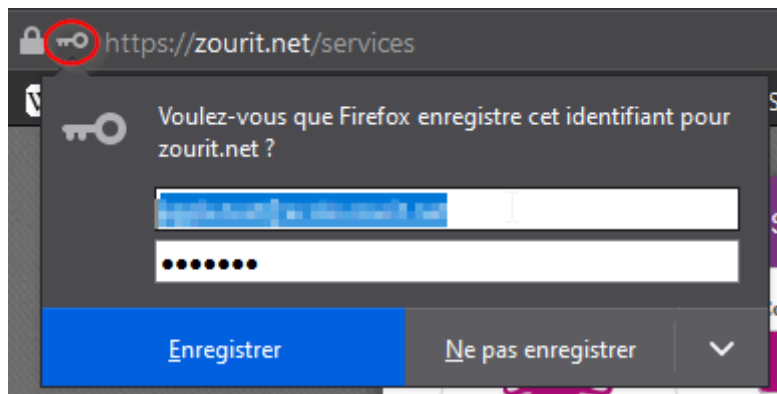 https://zourit.net/services
Voulez-vous que Firefox enregistre cet identifiant pour
zourit.net ?
•••••••
Enregistrer
Ne pas enregistrer